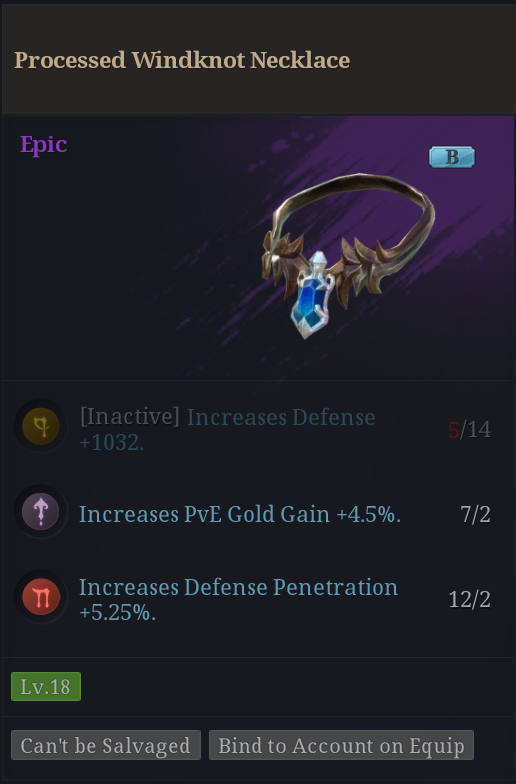 Processed Windknot Necklace
Epic
B
[Inactive] Increases Defense 5/14
+1032.
Increases PvE Gold Gain +4.5%. 7/2
Increases Defense Penetration 12/2
+5.25%.
Lv.18
Can't be Salvaged Bind to Account on Equip